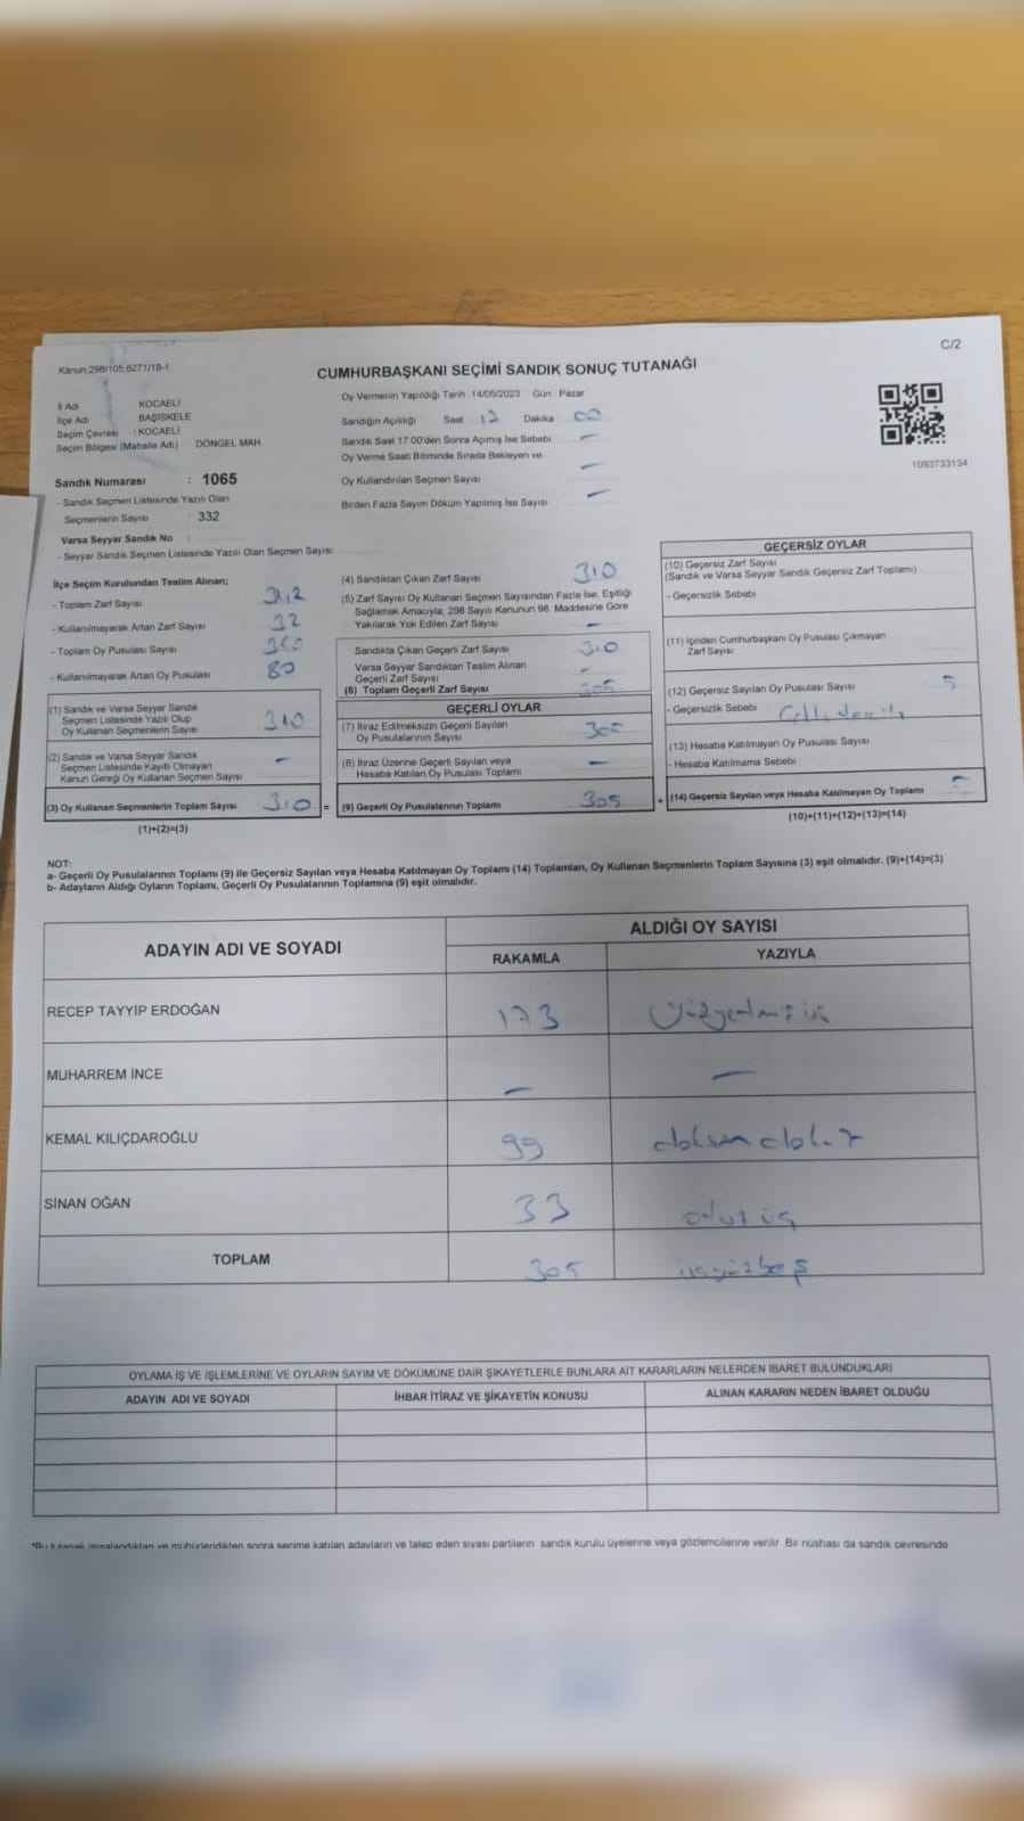 C/2
Kanun:298/105,6271/18-1
CUMHURBAŞKANI SEÇİMİ SANDIK SONUÇ TUTANAĞI
İl Adı KOCAELİ
İlçe Adı BAŞİSKELE
Seçim Çevresi : KOCAELİ
Seçim Bölgesi (Mahalle Adı) DÖNGEL MAH.
Oy Vermenin Yapıldığı Tarih 14/05/2023 Gün Pazar
Sandığın Açıldığı Saat Dakika
Sandık Saat 17:00'den Sonra Açılmış İse Sebebi
Oy Verme Saati Bitiminde Sırada Bekleyen ve
Oy Kullandırılan Seçmen Sayısı
Birden Fazla Sayım Döküm Yapılmış İse Sayısı
1093733134
Sandık Numarası : 1065
- Sandık Seçmen Listesinde Yazılı Olan
Seçmenlerin Sayısı 332
Varsa Seyyar Sandık No
- Seyyar Sandık Seçmen Listesinde Yazılı Olan Seçmen Sayısı:
İlçe Seçim Kurulundan Teslim Alınan;
- Toplam Zarf Sayısı
- Kullanılmayarak Artan Zarf Sayısı 32
- Toplam Oy Pusulası Sayısı
- Kullanılmayarak Artan Oy Pusulası 80
(1) Sandık ve Varsa Seyyar Sandık
Seçmen Listesinde Yazılı Olup
Oy Kullanan Seçmenlerin Sayısı 310
(2) Sandık ve Varsa Seyyar Sandık
Seçmen Listesinde Kayıtlı Olmayan
Kanun Gereği Oy Kullanan Seçmen Sayısı -
(3) Oy Kullanan Seçmenlerin Toplam Sayısı 310 =
(1)+(2)=(3)
(4) Sandıktan Çıkan Zarf Sayısı 310
(5) Zarf Sayısı Oy Kullanan Seçmen Sayısından Fazla İse, Eşitliği
Sağlamak Amacıyla, 298 Sayılı Kanunun 98. Maddesine Göre
Yakılarak Yok Edilen Zarf Sayısı -
Sandıkta Çıkan Geçerli Zarf Sayısı 310
Varsa Seyyar Sandıktan Teslim Alınan
Geçerli Zarf Sayısı -
(6) Toplam Geçerli Zarf Sayısı 305
GEÇERLİ OYLAR
(7) İtiraz Edilmeksizin Geçerli Sayılan
Oy Pusulalarının Sayısı 305
(8) İtiraz Üzerine Geçerli Sayılan veya
Hesaba Katılan Oy Pusulası Toplamı -
(9) Geçerli Oy Pusulalarının Toplamı 305 +
GEÇERSİZ OYLAR
(10) Geçersiz Zarf Sayısı
(Sandık ve Varsa Seyyar Sandık Geçersiz Zarf Toplamı)
- Geçersizlik Sebebi
(11) İçinden Cumhurbaşkanı Oy Pusulası Çıkmayan
Zarf Sayısı
(12) Geçersiz Sayılan Oy Pusulası Sayısı 5
- Geçersizlik Sebebi
(13) Hesaba Katılmayan Oy Pusulası Sayısı
- Hesaba Katılmama Sebebi
(14) Geçersiz Sayılan veya Hesaba Katılmayan Oy Toplamı
(10)+(11)+(12)+(13)=(14)
NOT:
a- Geçerli Oy Pusulalarının Toplamı (9) ile Geçersiz Sayılan veya Hesaba Katılmayan Oy Toplamı (14) Toplamları, Oy Kullanan Seçmenlerin Toplam Sayısına (3) eşit olmalıdır. (9)+(14)=(3)
b- Adayların Aldığı Oyların Toplamı, Geçerli Oy Pusulalarının Toplamına (9) eşit olmalıdır.
ADAYIN ADI VE SOYADI
ALDIĞI OY SAYISI
RAKAMLA YAZIYLA
RECEP TAYYİP ERDOĞAN 173
MUHARREM İNCE - -
KEMAL KILIÇDAROĞLU 99 doksandokuz
SİNAN OĞAN 33 otuzüç
TOPLAM 305 üçyüzbeş
OYLAMA İŞ VE İŞLEMLERİNE VE OYLARIN SAYIM VE DÖKÜMÜNE DAİR ŞİKAYETLERLE BUNLARA AİT KARARLARIN NELERDEN İBARET BULUNDUKLARI
ADAYIN ADI VE SOYADI İHBAR İTİRAZ VE ŞİKAYETİN KONUSU ALINAN KARARIN NEDEN İBARET OLDUĞU
*Bu tutanak imzalandıktan ve mühürlendikten sonra seçime katılan adayların ve talep eden siyasi partilerin sandık kurulu üyelerine veya gözlemcilerine verilir. Bir nüshası da sandık çevresinde